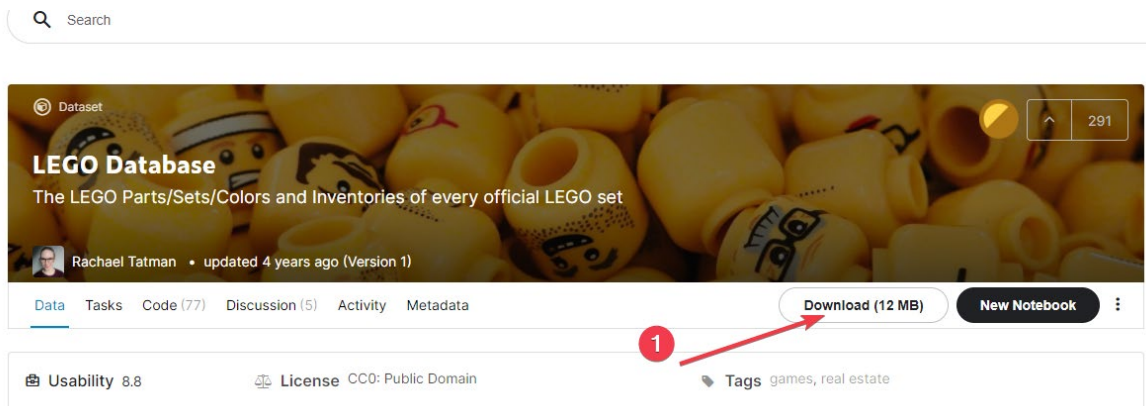 Search
Dataset
291
LEGO Database
The LEGO Parts/Sets/Colors and Inventories of every official LEGO set
Rachael Tatman • updated 4 years ago (Version 1)
Data Tasks Code (77) Discussion (5) Activity Metadata Download (12 MB) New Notebook
1
Usability 8.8 License CC0: Public Domain Tags games, real estate